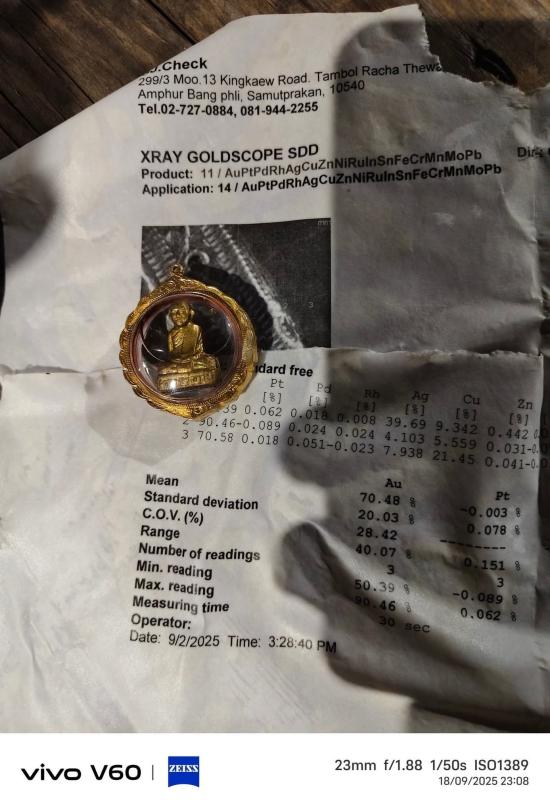 .Check
299/3 Moo.13 Kingkaew Road. Tambol Racha Thewa
Amphur Bang phli, Samutprakan, 10540
Tel.02-727-0884, 081-944-2255
XRAY GOLDSCOPE SDD
Product: 11 / AuPtPdRhAgCuZnNiRuInSnFeCrMnMoPb
Application: 14 / AuPtPdRhAgCuZnNiRuInSnFeCrMnMoPb
mm
3
dard free
Pt Pd Rh Ag Cu Zn
[%] [%] [%] [%] [%] [%]
39 0.062 0.018 0.008 39.69 9.342 0.442
2 90.46-0.089 0.024 0.024 4.103 5.559 0.031-0
3 70.58 0.018 0.051-0.023 7.938 21.45 0.041-0
Au Pt
Mean 70.48 % -0.003 %
Standard deviation 20.03 % 0.078 %
C.O.V. (%) 28.42 ---------
Range 40.07 % 0.151 %
Number of readings 3 3
Min. reading 50.39 % -0.089 %
Max. reading 90.46 % 0.062 %
Measuring time 30 sec
Operator:
Date: 9/2/2025 Time: 3:28:40 PM
vivo V60 | ZEISS
23mm f/1.88 1/50s ISO1389
18/09/2025 23:08